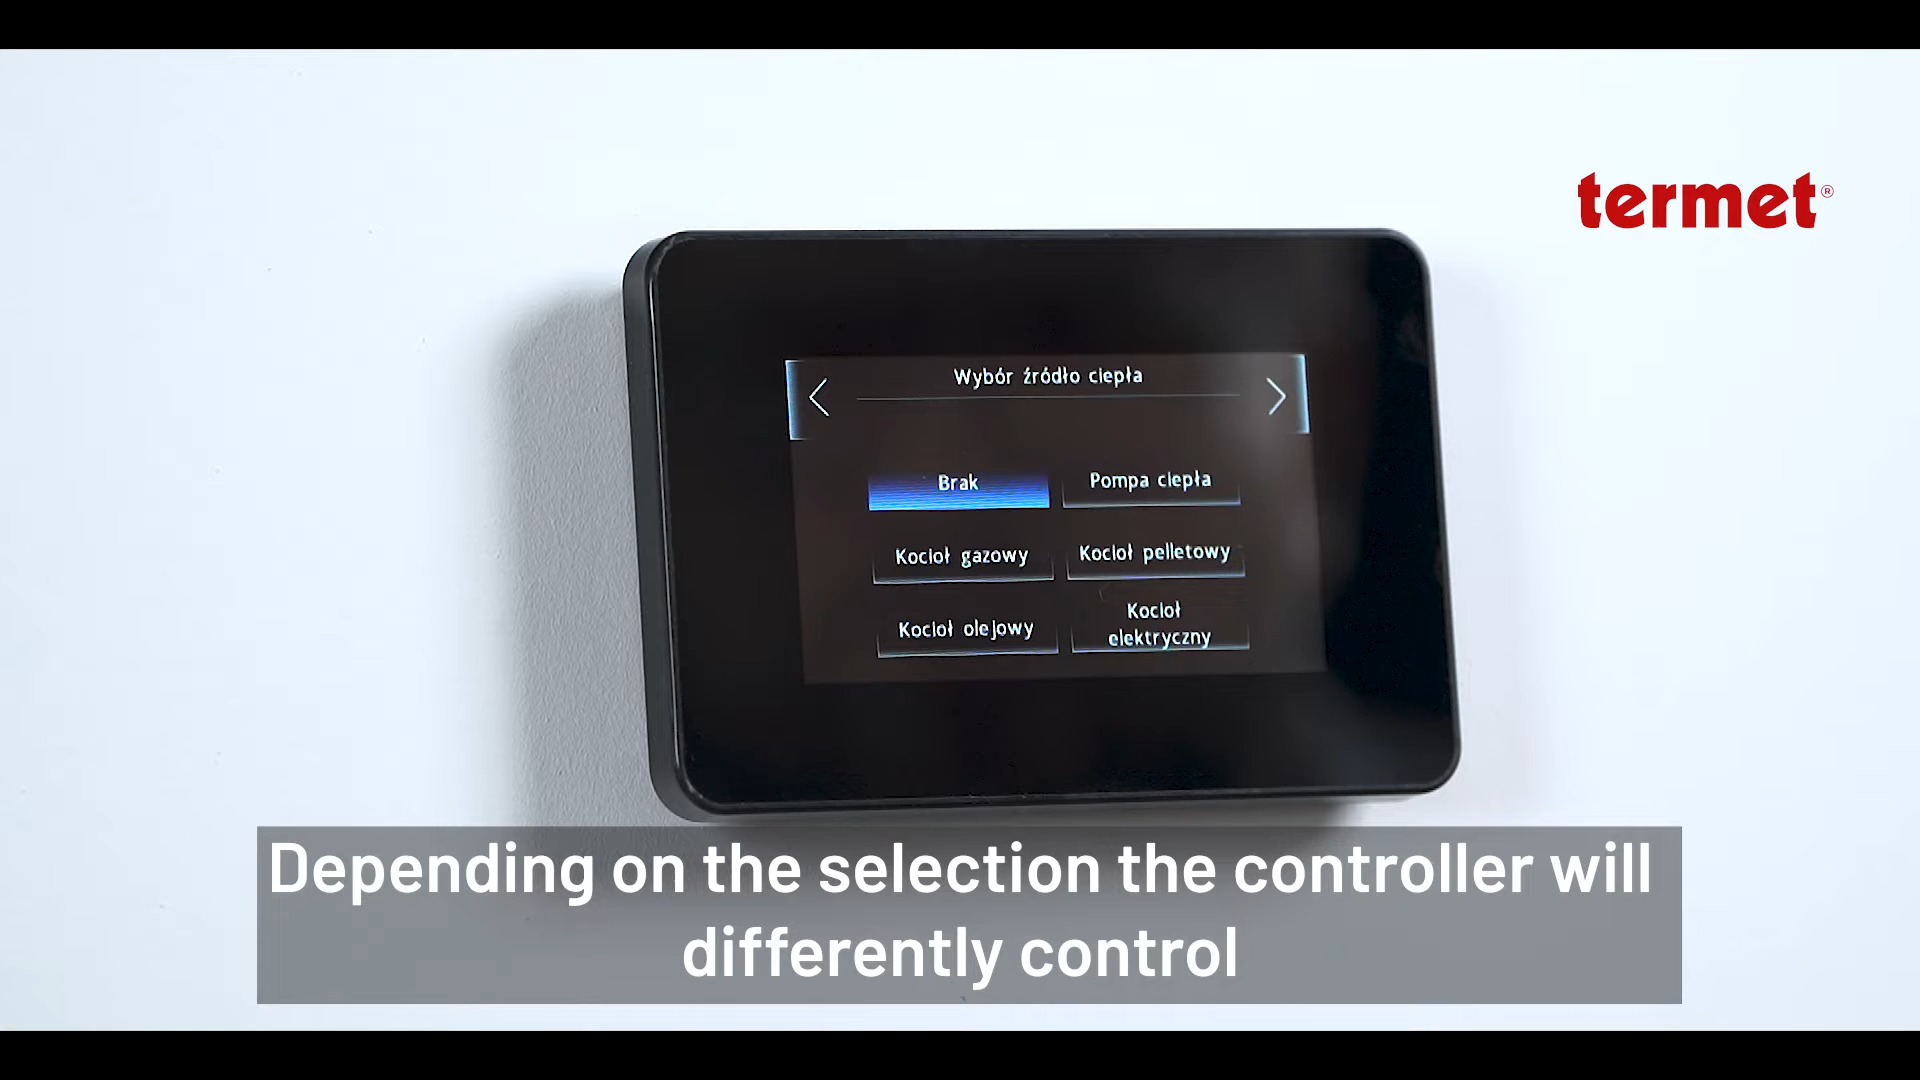 termet®
Wybór źródło ciepła
Brak
Pompa ciepła
Kocioł gazowy
Kocioł pelletowy
Kocioł olejowy
Kocioł
elektryczny
Depending on the selection the controller will
differently control